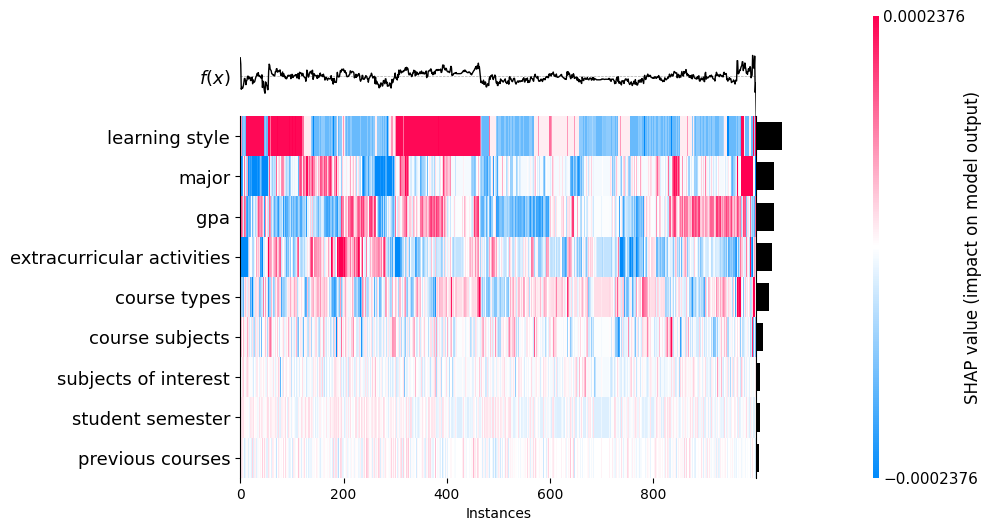 0.0002376
f(x)
learning style
major
gpa
extracurricular activities
course types
course subjects
subjects of interest
student semester
previous courses
0 200 400 600 800
Instances
−0.0002376
SHAP value (impact on model output)